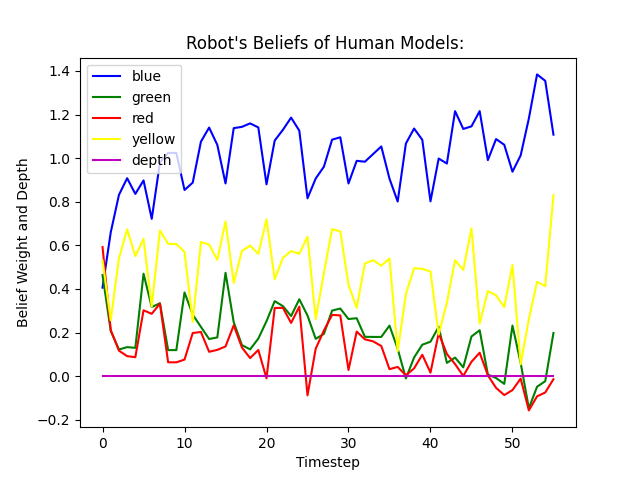 Robot's Beliefs of Human Models:
blue
green
red
yellow
depth
1.4
1.2
1.0
0.8
0.6
0.4
0.2
0.0
−0.2
Belief Weight and Depth
0 10 20 30 40 50
Timestep